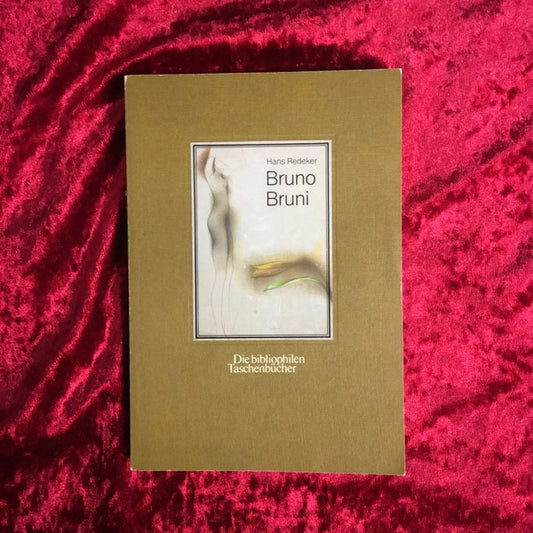 Hans Redeker
Bruno
Bruni
Die bibliophilen
Taschenbücher